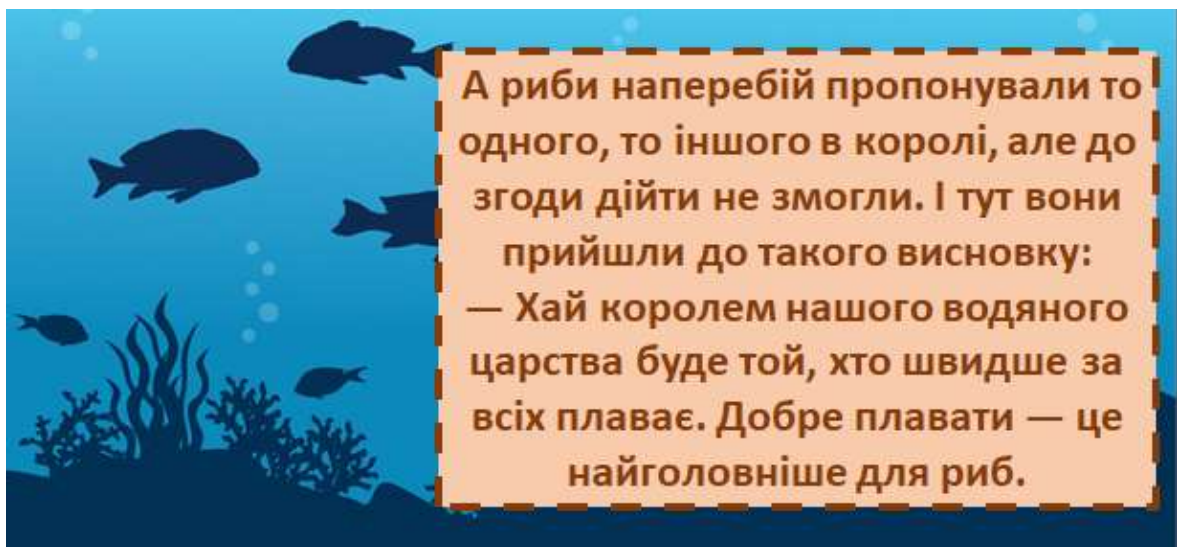 А риби наперебій пропонували то
одного, то іншого в королі, але до
згоди дійти не змогли. І тут вони
прийшли до такого висновку:
— Хай королем нашого водяного
царства буде той, хто швидше за
всіх плаває. Добре плавати — це
найголовніше для риб.